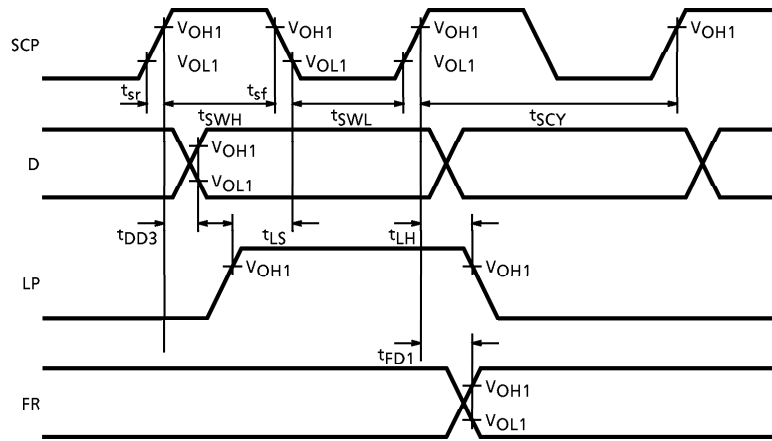 VOH1 VOH1 VOH1 VOH1
SCP
VOL1 VOL1 VOL1
tsr tsf
tSWH tSWL tSCY
VOH1
D
VOL1
tDD3 tLS tLH
VOH1 VOH1
LP
tFD1
VOH1
FR
VOL1